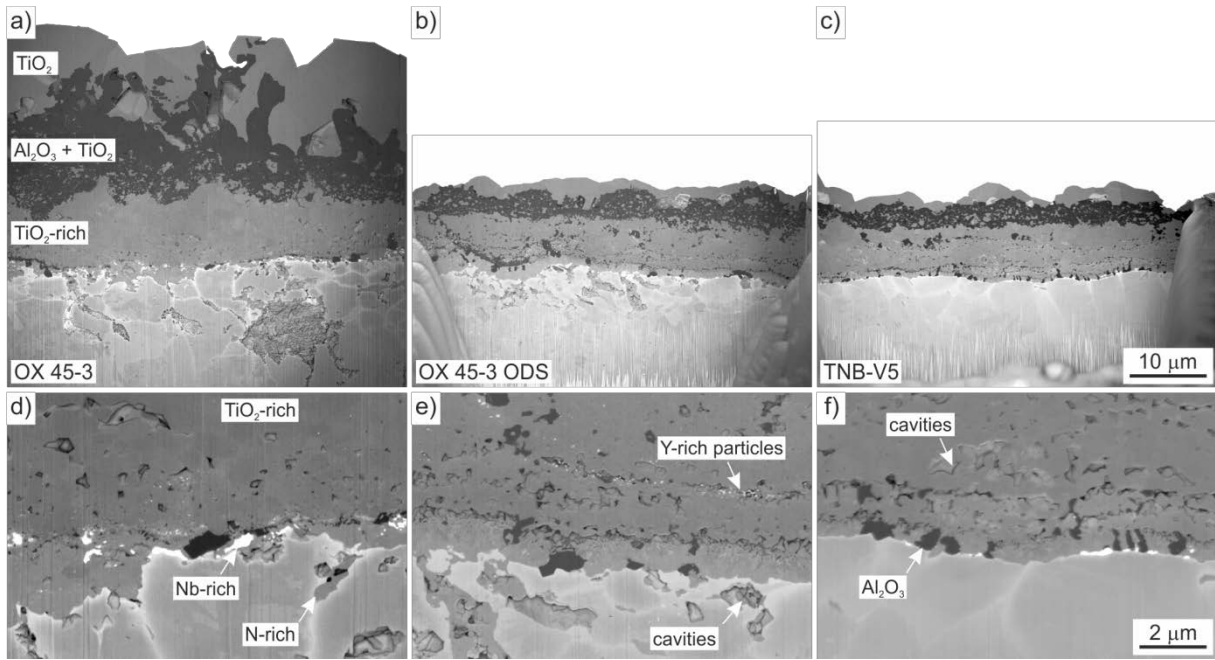 a)
TiO₂
Al₂O₃ + TiO₂
TiO₂-rich
OX 45-3
b)
OX 45-3 ODS
c)
TNB-V5
10 μm
d)
TiO₂-rich
Nb-rich
N-rich
e)
Y-rich particles
cavities
f)
cavities
Al₂O₃
2 μm